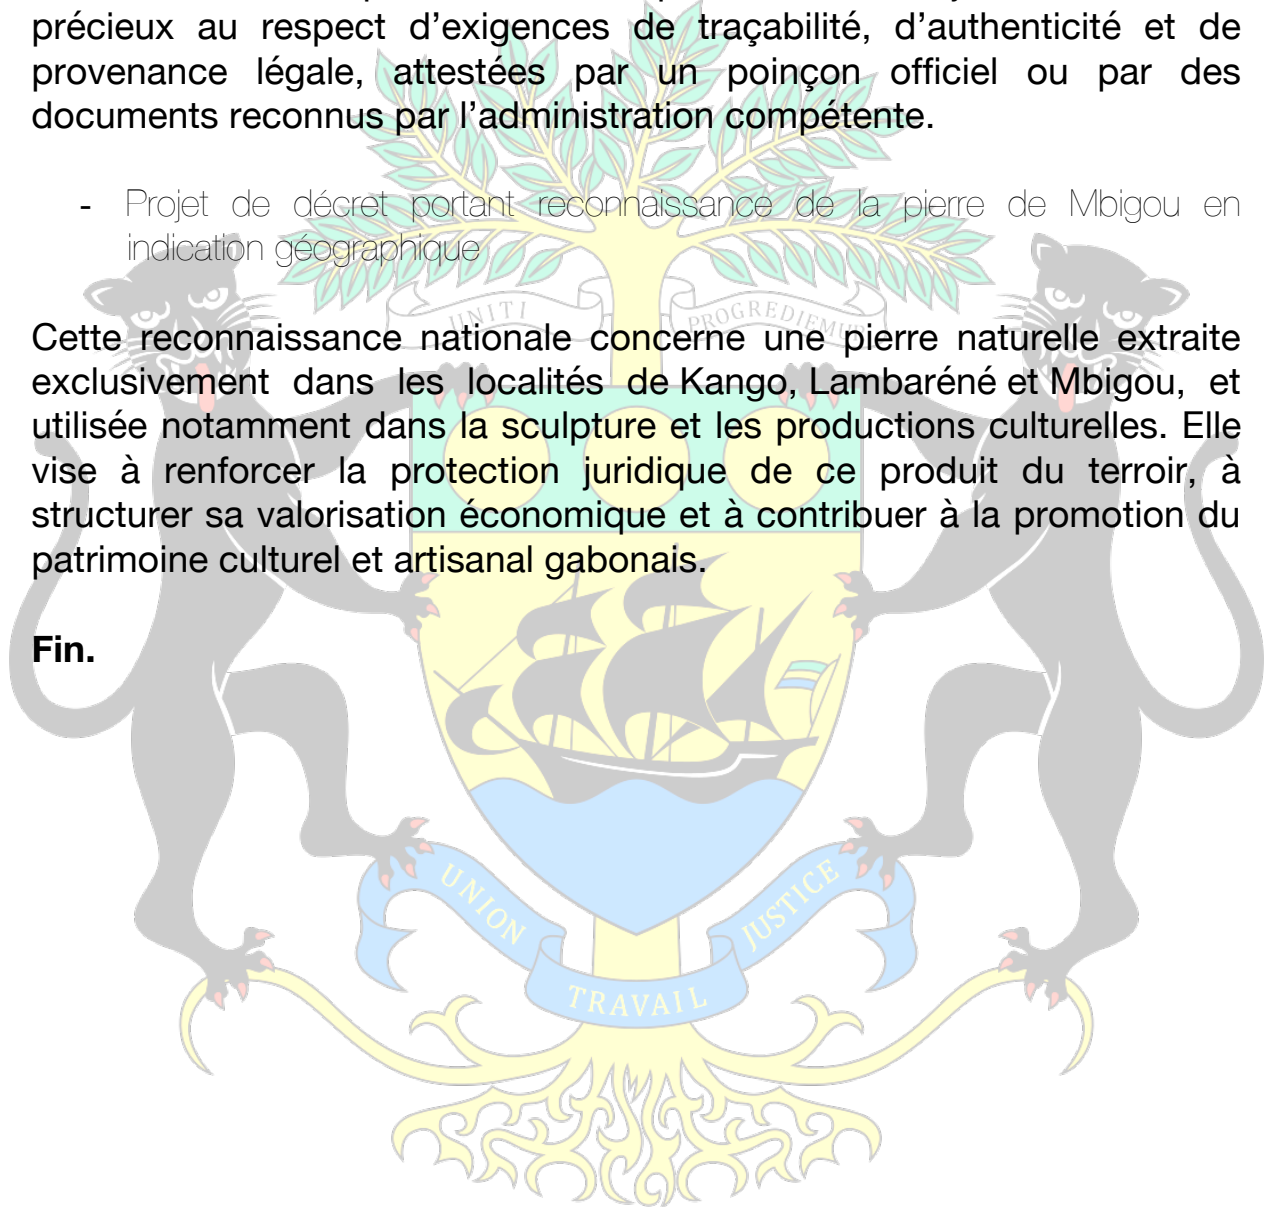 précieux au respect d’exigences de traçabilité, d’authenticité et de
provenance légale, attestées par un poinçon officiel ou par des
documents reconnus par l’administration compétente.
- Projet de décret portant reconnaissance de la pierre de Mbigou en
indication géographique
UNITI PROGREDIEMUR
Cette reconnaissance nationale concerne une pierre naturelle extraite
exclusivement dans les localités de Kango, Lambaréné et Mbigou, et
utilisée notamment dans la sculpture et les productions culturelles. Elle
vise à renforcer la protection juridique de ce produit du terroir, à
structurer sa valorisation économique et à contribuer à la promotion du
patrimoine culturel et artisanal gabonais.
Fin.
UNION TRAVAIL JUSTICE